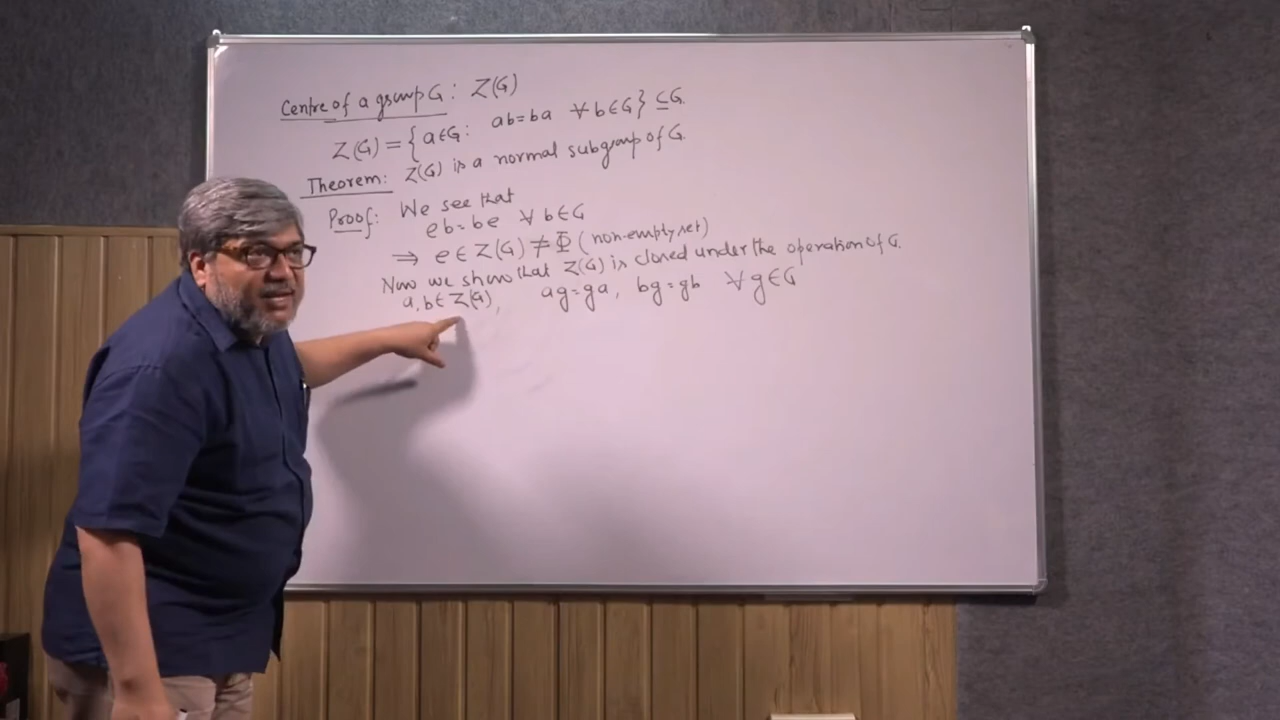 Centre of a group G: Z(G)
Z(G) = { a∈G: ab=ba ∀ b∈G} ⊆G.
Theorem: Z(G) is a normal subgroup of G.
Proof: We see that
eb=be ∀ b∈G
⇒ e∈Z(G) ≠ Φ (non-empty set)
Now we show that Z(G) is closed under the operation of G.
a,b∈ Z(G), ag=ga, bg=gb ∀ g∈G